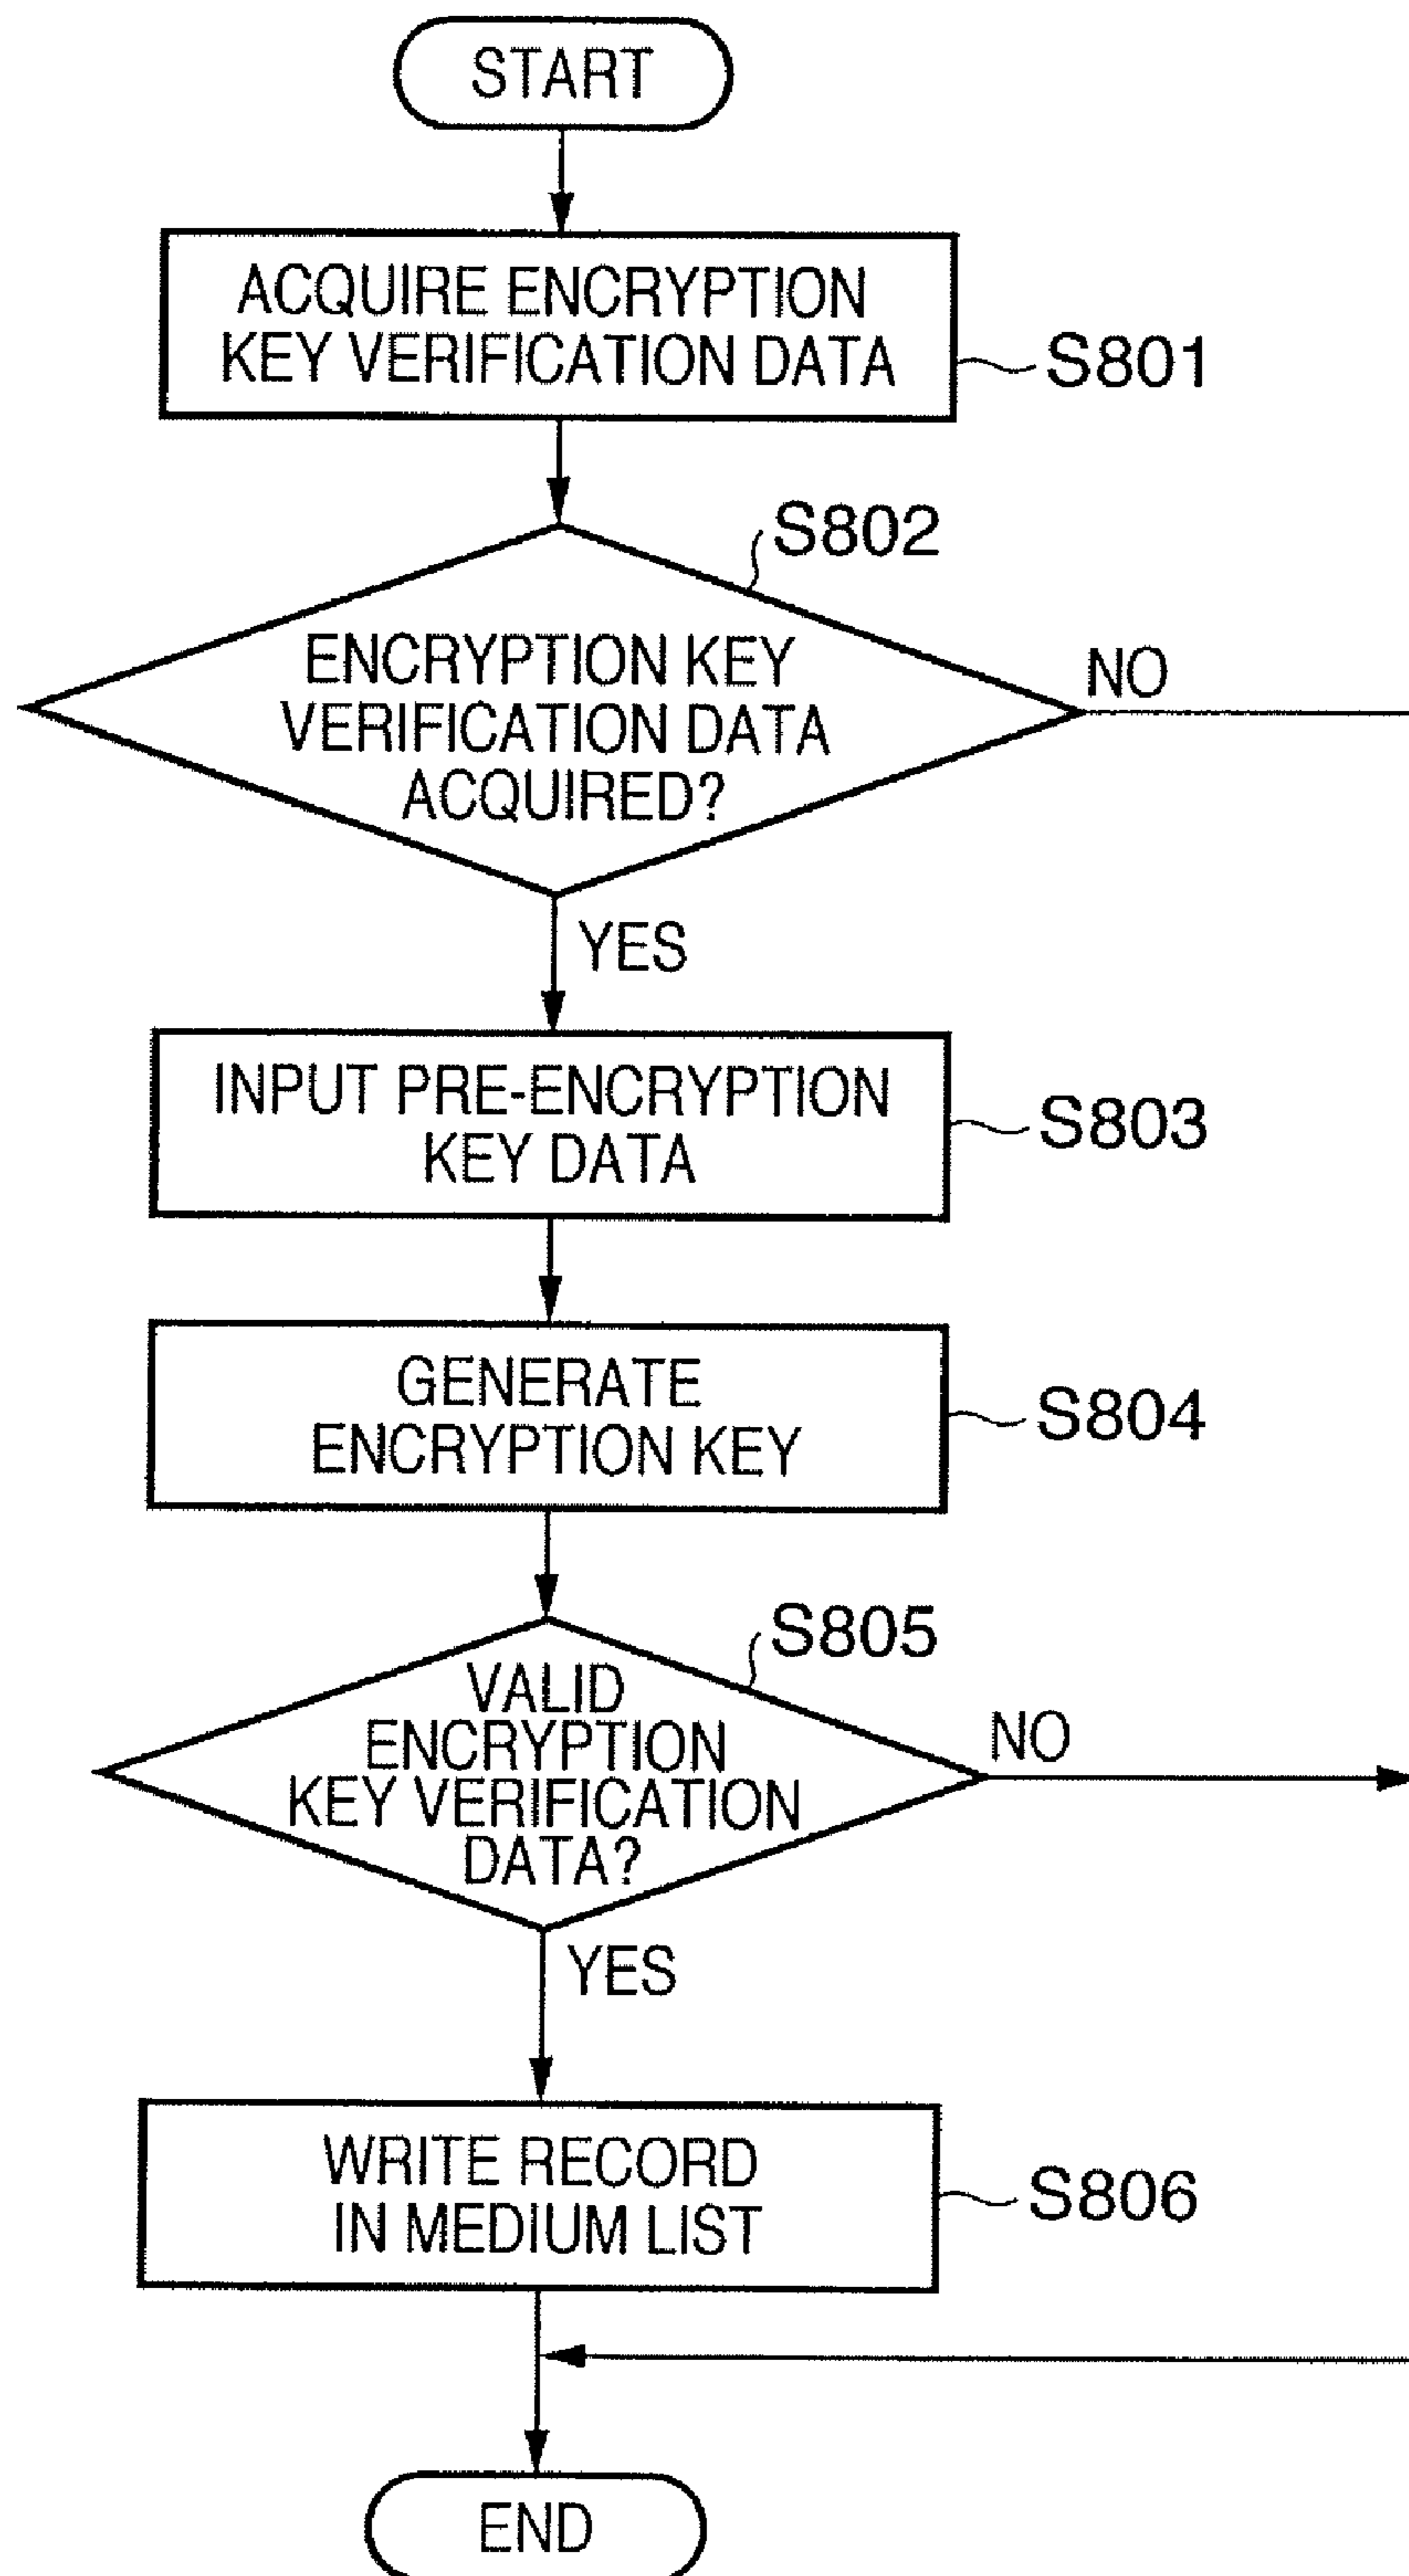 START
ACQUIRE ENCRYPTION
KEY VERIFICATION DATA
S801
S802
ENCRYPTION KEY
VERIFICATION DATA
ACQUIRED?
NO
YES
INPUT PRE-ENCRYPTION
KEY DATA
S803
GENERATE
ENCRYPTION KEY
S804
S805
VALID
ENCRYPTION
KEY VERIFICATION
DATA?
NO
YES
WRITE RECORD
IN MEDIUM LIST
S806
END